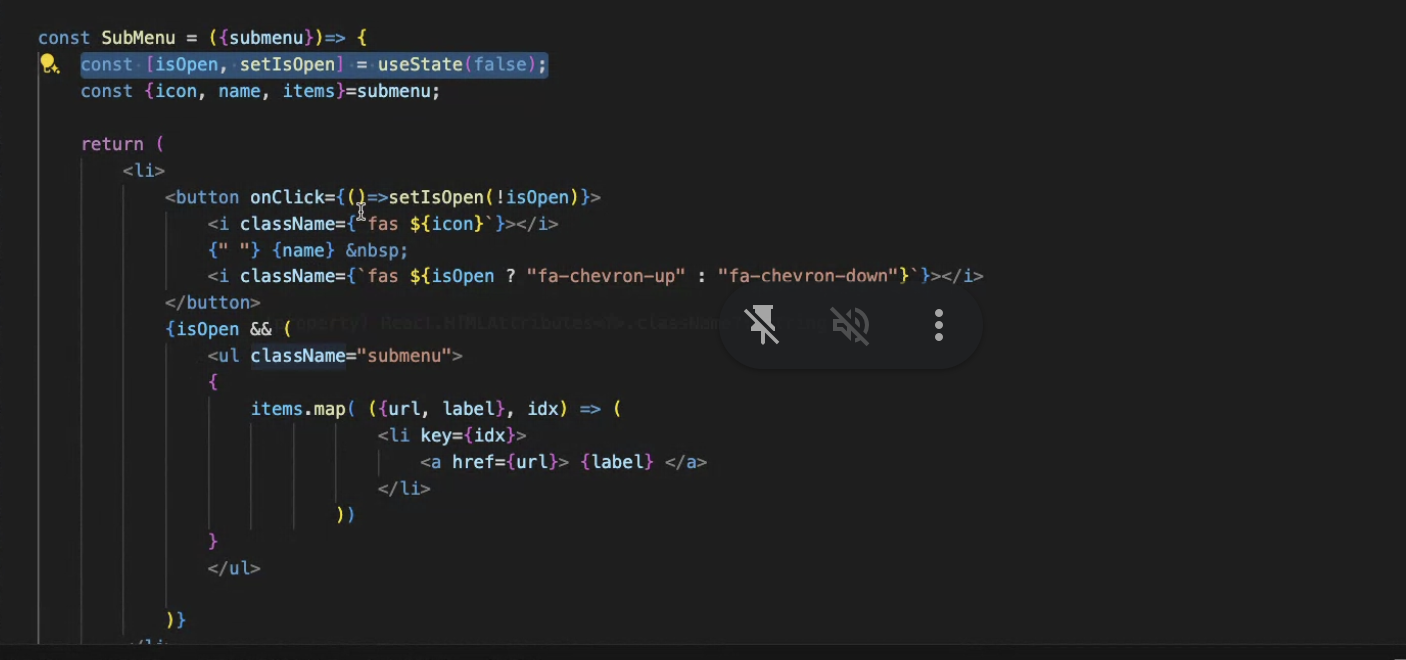 const SubMenu = ({submenu})=> {
const [isOpen, setIsOpen] = useState(false);
const {icon, name, items}=submenu;
return (
<li>
<button onClick={()=>setIsOpen(!isOpen)}>
<i className={`fas ${icon}`}></i>
{" "} {name} &nbsp;
<i className={`fas ${isOpen ? "fa-chevron-up" : "fa-chevron-down"}`}></i>
</button>
{isOpen && (
<ul className="submenu">
{
items.map( ({url, label}, idx) => (
<li key={idx}>
<a href={url}> {label} </a>
</li>
))
}
</ul>
)}